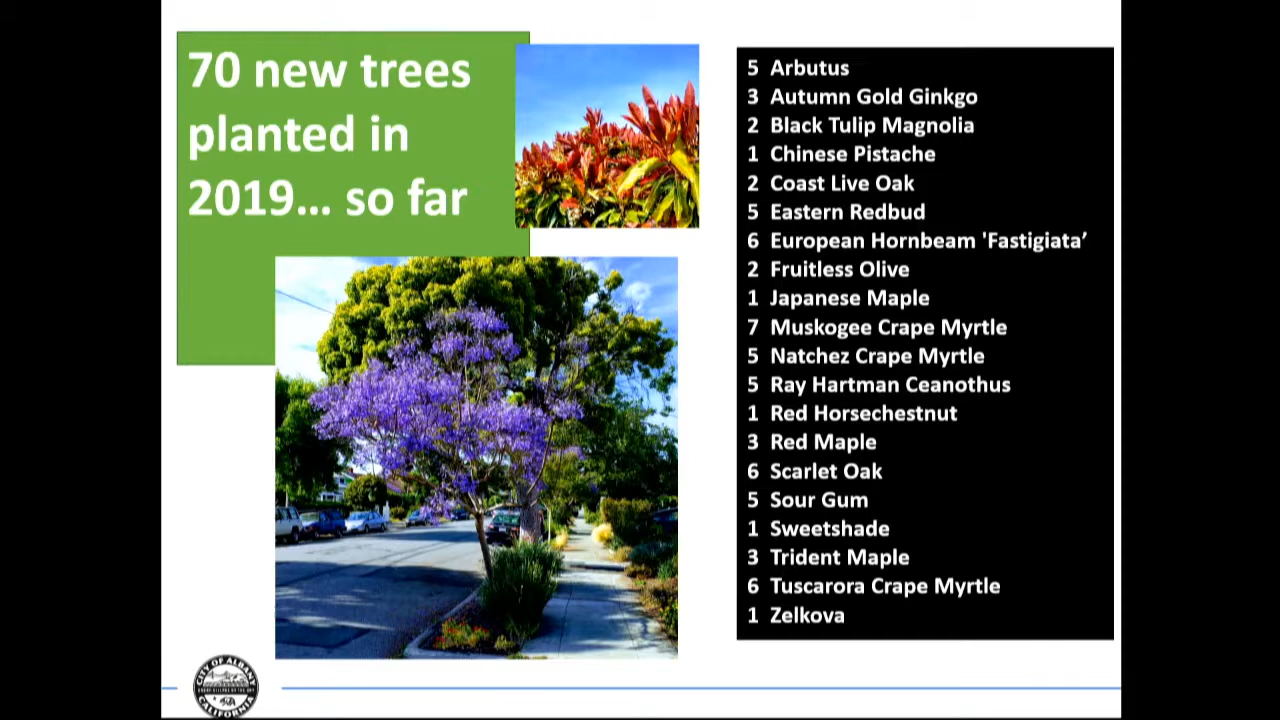 70 new trees
planted in
2019... so far
5 Arbutus
3 Autumn Gold Ginkgo
2 Black Tulip Magnolia
1 Chinese Pistache
2 Coast Live Oak
5 Eastern Redbud
6 European Hornbeam 'Fastigiata’
2 Fruitless Olive
1 Japanese Maple
7 Muskogee Crape Myrtle
5 Natchez Crape Myrtle
5 Ray Hartman Ceanothus
1 Red Horsechestnut
3 Red Maple
6 Scarlet Oak
5 Sour Gum
1 Sweetshade
3 Trident Maple
6 Tuscarora Crape Myrtle
1 Zelkova
CITY OF ALBANY
CALIFORNIA